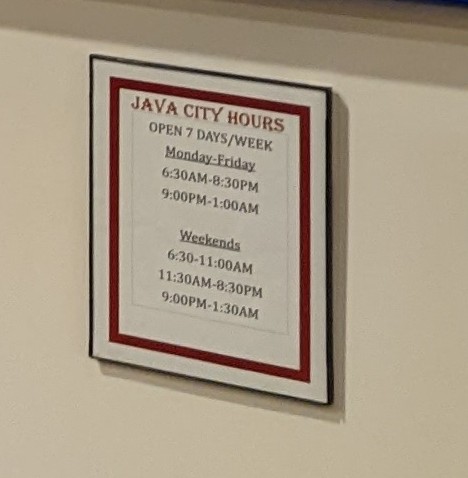 JAVA CITY HOURS
OPEN 7 DAYS/WEEK
Monday-Friday
6:30AM-8:30PM
9:00PM-1:00AM
Weekends
6:30-11:00AM
11:30AM-8:30PM
9:00PM-1:30AM